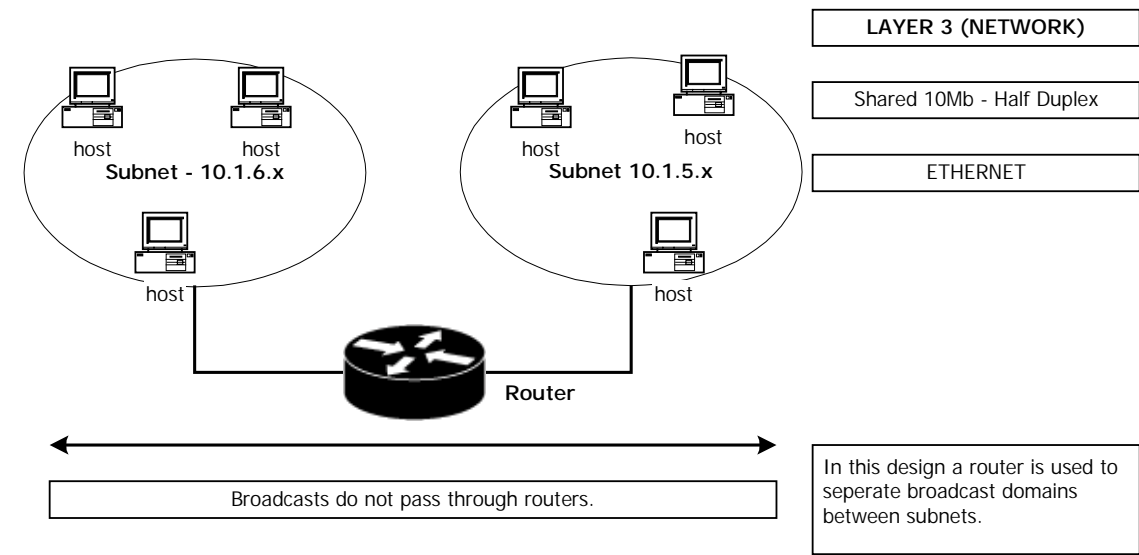 LAYER 3 (NETWORK)
Shared 10Mb - Half Duplex
ETHERNET
host
host
Subnet - 10.1.6.x
host
host
host
Subnet 10.1.5.x
host
Router
Broadcasts do not pass through routers.
In this design a router is used to
seperate broadcast domains
between subnets.